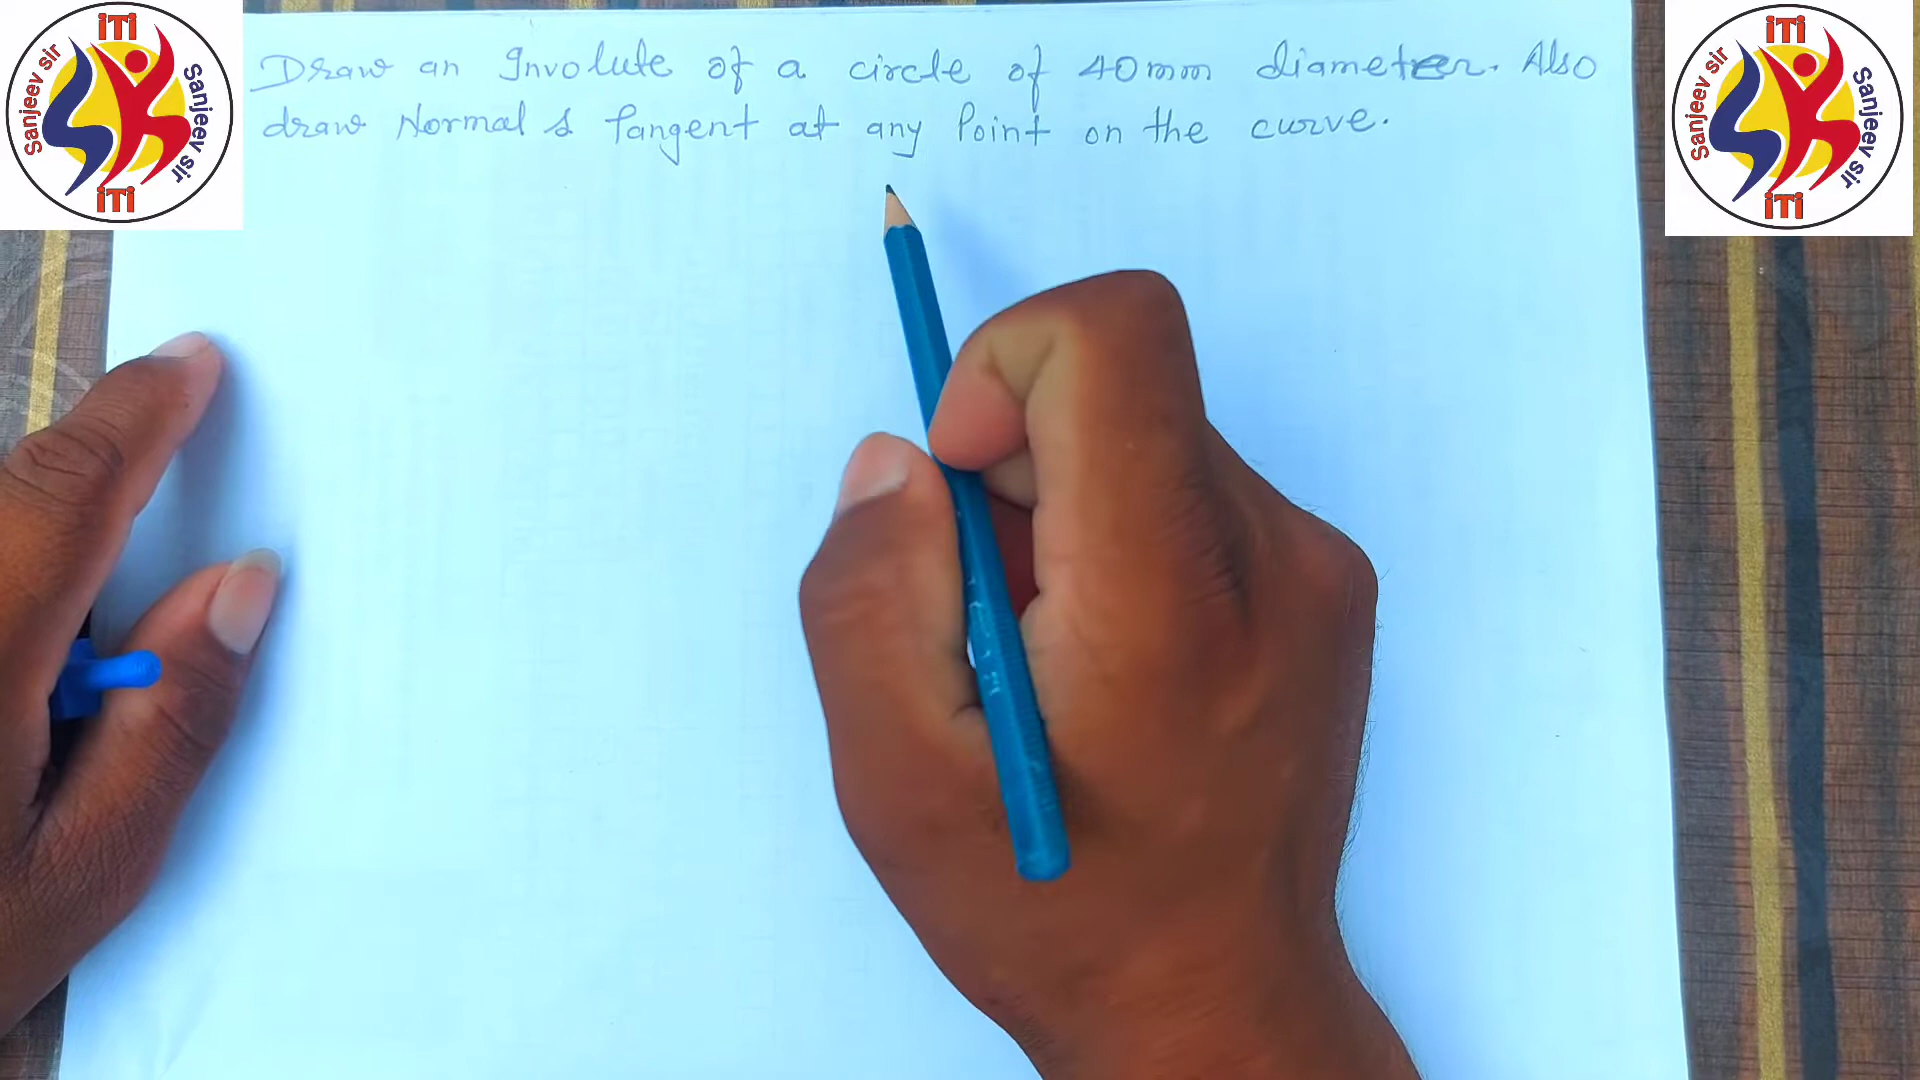 iTi
Sanjeev sir
Sanjeev sir
iTi
Draw an Involute of a circle of 40mm diameter. Also
draw Normal & Tangent at any Point on the curve.
iTi
Sanjeev sir
Sanjeev sir
iTi